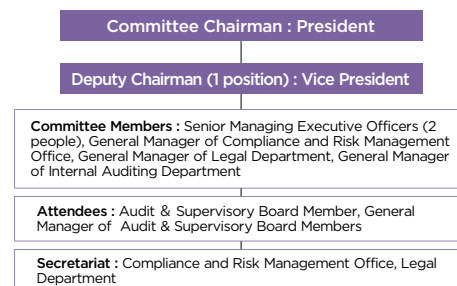 Committee Chairman : President
Deputy Chairman (1 position) : Vice President
Committee Members : Senior Managing Executive Officers (2
people), General Manager of Compliance and Risk Management
Office, General Manager of Legal Department, General Manager
of Internal Auditing Department
Attendees : Audit & Supervisory Board Member, General
Manager of Audit & Supervisory Board Members
Secretariat : Compliance and Risk Management Office, Legal
Department